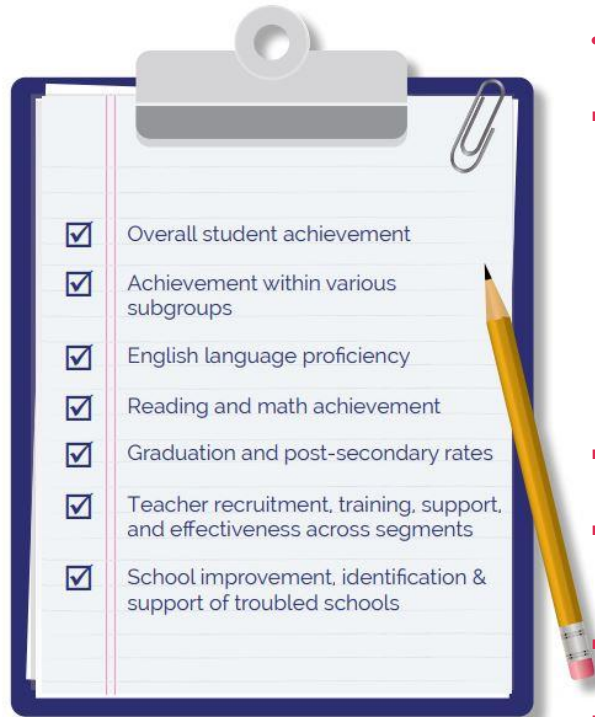 Overall student achievement
Achievement within various
subgroups
English language proficiency
Reading and math achievement
Graduation and post-secondary rates
Teacher recruitment, training, support,
and effectiveness across segments
School improvement, identification &
support of troubled schools